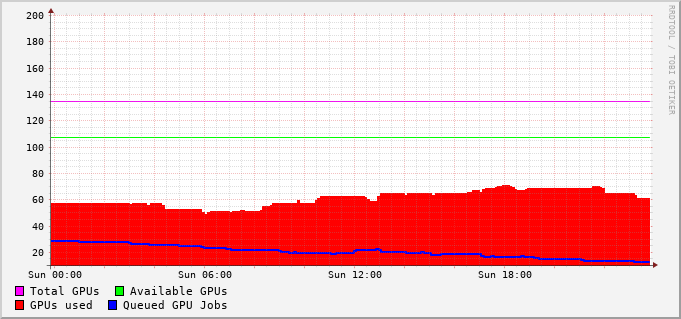 200
180
160
140
120
100
80
60
40
20
Sun 00:00 Sun 06:00 Sun 12:00 Sun 18:00
Total GPUs Available GPUs
GPUs used Queued GPU Jobs
RRDTOOL / TOBI OETIKER